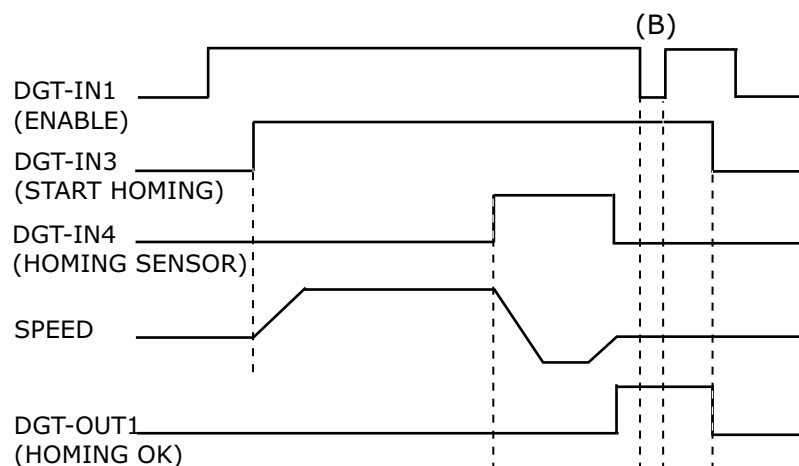 (B)
DGT-IN1
(ENABLE)
DGT-IN3
(START HOMING)
DGT-IN4
(HOMING SENSOR)
SPEED
DGT-OUT1
(HOMING OK)